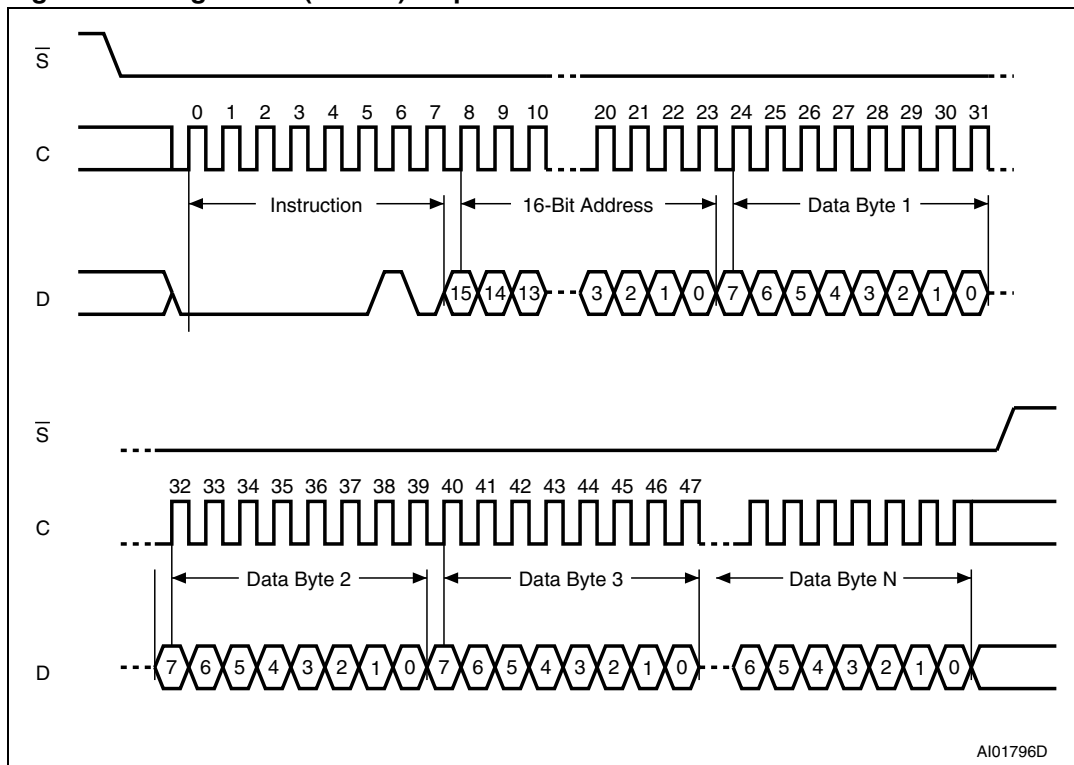 S
0 1 2 3 4 5 6 7 8 9 10 20 21 22 23 24 25 26 27 28 29 30 31
C
Instruction 16-Bit Address Data Byte 1
D
15 14 13 3 2 1 0 7 6 5 4 3 2 1 0
S
32 33 34 35 36 37 38 39 40 41 42 43 44 45 46 47
C
Data Byte 2 Data Byte 3 Data Byte N
D
7 6 5 4 3 2 1 0 7 6 5 4 3 2 1 0 6 5 4 3 2 1 0
AI01796D